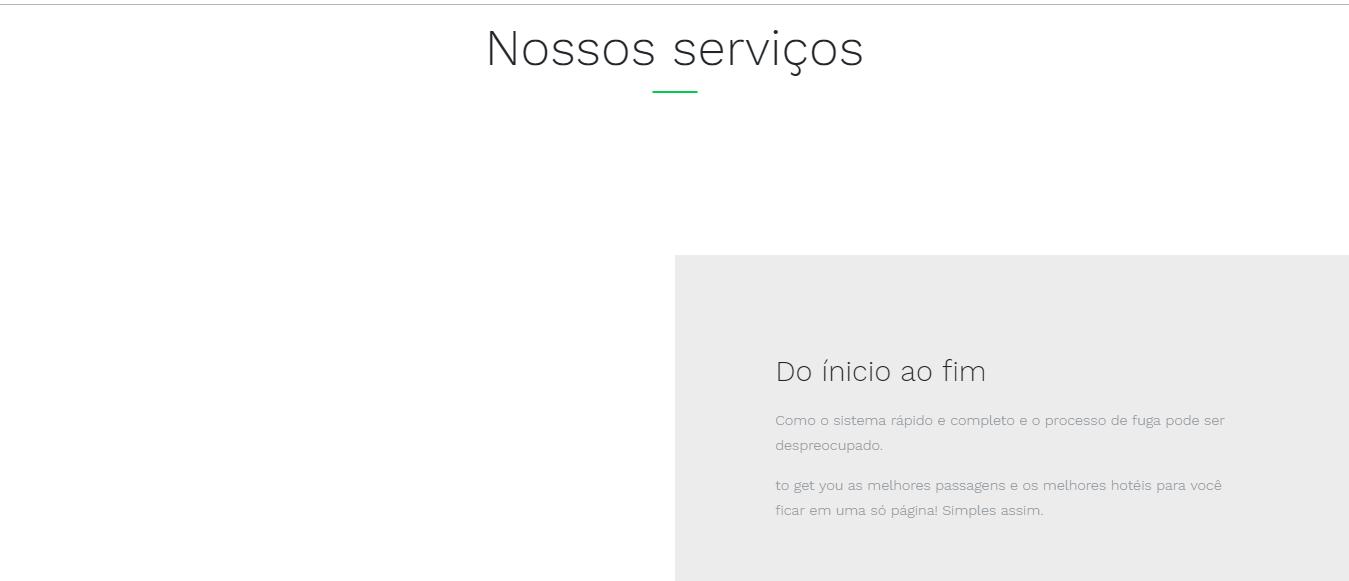 Nossos serviços
Do ínicio ao fim
Como o sistema rápido e completo e o processo de fuga pode ser
despreocupado.
to get you as melhores passagens e os melhores hotéis para você
ficar em uma só página! Simples assim.